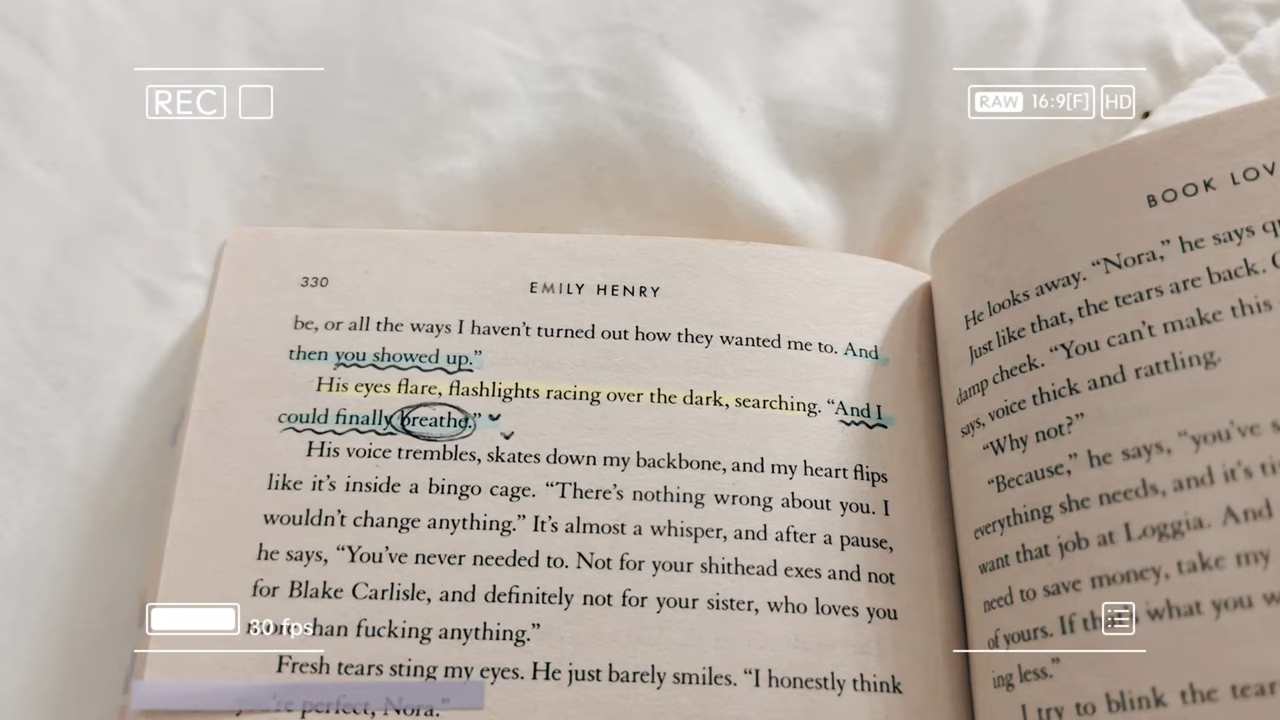 REC
RAW 16:9[F] HD
330
EMILY HENRY
be, or all the ways I haven't turned out how they wanted me to. And
then you showed up.”
His eyes flare, flashlights racing over the dark, searching. “And I
could finally breathe.”
His voice trembles, skates down my backbone, and my heart flips
like it's inside a bingo cage. “There's nothing wrong about you. I
wouldn't change anything.” It's almost a whisper, and after a pause,
he says, “You've never needed to. Not for your shithead exes and not
for Blake Carlisle, and definitely not for your sister, who loves you
more than fucking anything.”
Fresh tears sting my eyes. He just barely smiles. “I honestly think
you're perfect, Nora.”
30 fps
BOOK LOV
He looks away. “Nora,” he says
Just like that, the tears are back.
damp cheek. “You can't make this
says, voice thick and rattling.
“Why not?”
“Because,” he says, “you've
everything she needs, and it's
want that job at Loggia. And
need to save money, take my
of yours. If that's what you
ing less.”
I try to blink the tear